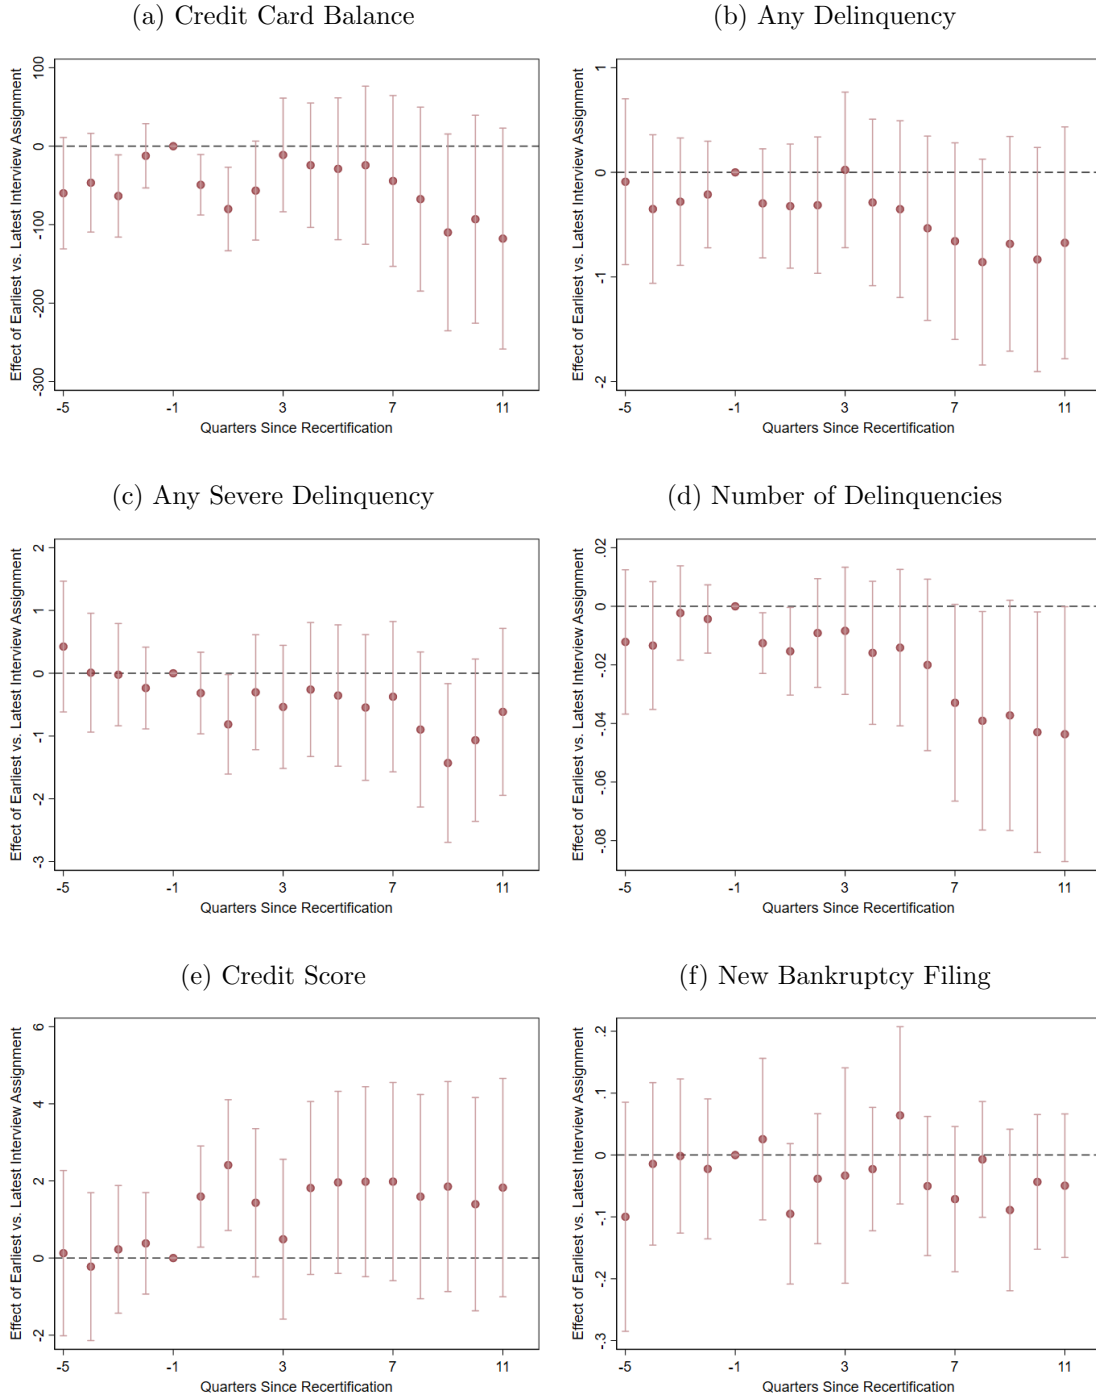 (a) Credit Card Balance
Effect of Earliest vs. Latest Interview Assignment
100
0
-100
-200
-300
-5 -1 3 7 11
Quarters Since Recertification
(b) Any Delinquency
Effect of Earliest vs. Latest Interview Assignment
1
0
-1
-2
-5 -1 3 7 11
Quarters Since Recertification
(c) Any Severe Delinquency
Effect of Earliest vs. Latest Interview Assignment
2
1
0
-1
-2
-3
-5 -1 3 7 11
Quarters Since Recertification
(d) Number of Delinquencies
Effect of Earliest vs. Latest Interview Assignment
.02
0
-.02
-.04
-.06
-.08
-5 -1 3 7 11
Quarters Since Recertification
(e) Credit Score
Effect of Earliest vs. Latest Interview Assignment
6
4
2
0
-2
-5 -1 3 7 11
Quarters Since Recertification
(f) New Bankruptcy Filing
Effect of Earliest vs. Latest Interview Assignment
.2
.1
0
-.1
-.2
-.3
-5 -1 3 7 11
Quarters Since Recertification